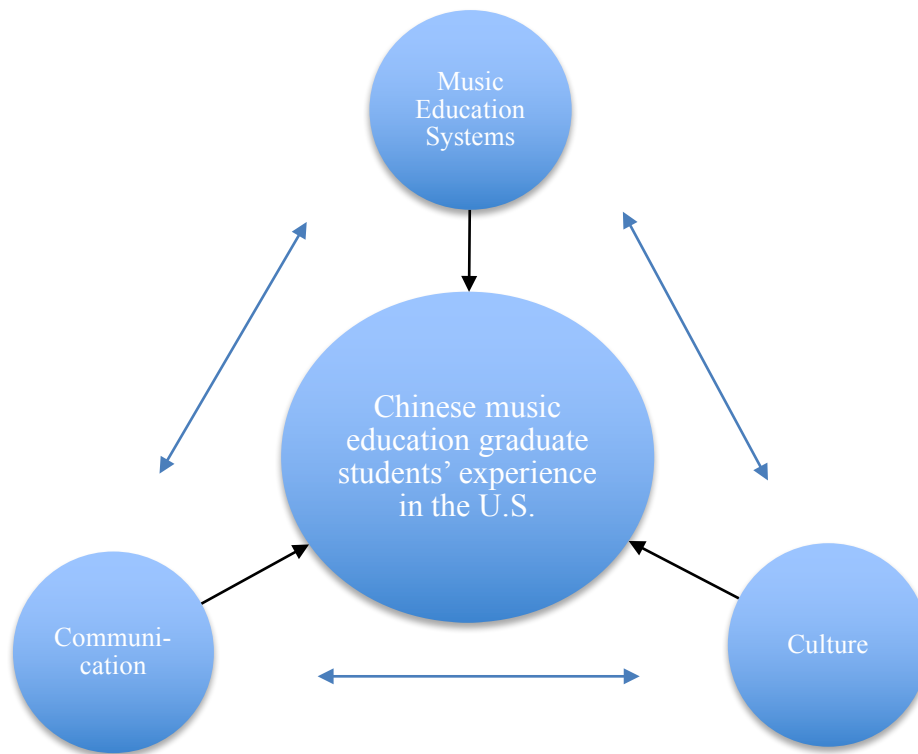 Music
Education
Systems
Chinese music
education graduate
students’ experience
in the U.S.
Communi-
cation
Culture